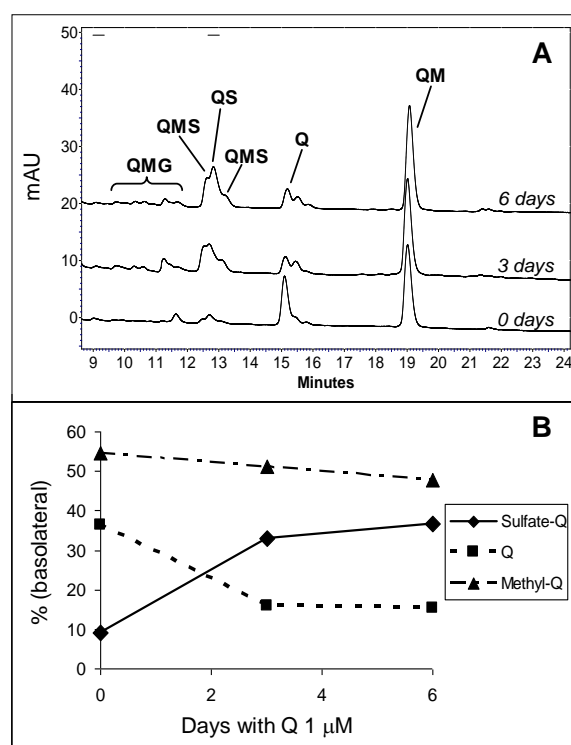 50
A
QM
40
QS
QMS
QMS
Q
30
QMG
mAU
20
6 days
10
3 days
0
0 days
9 10 11 12 13 14 15 16 17 18 19 20 21 22 23 24
Minutes
B
60
50
40
30
20
10
0
% (basolateral)
Sulfate-Q
Q
Methyl-Q
0 2 4 6
Days with Q 1 μM